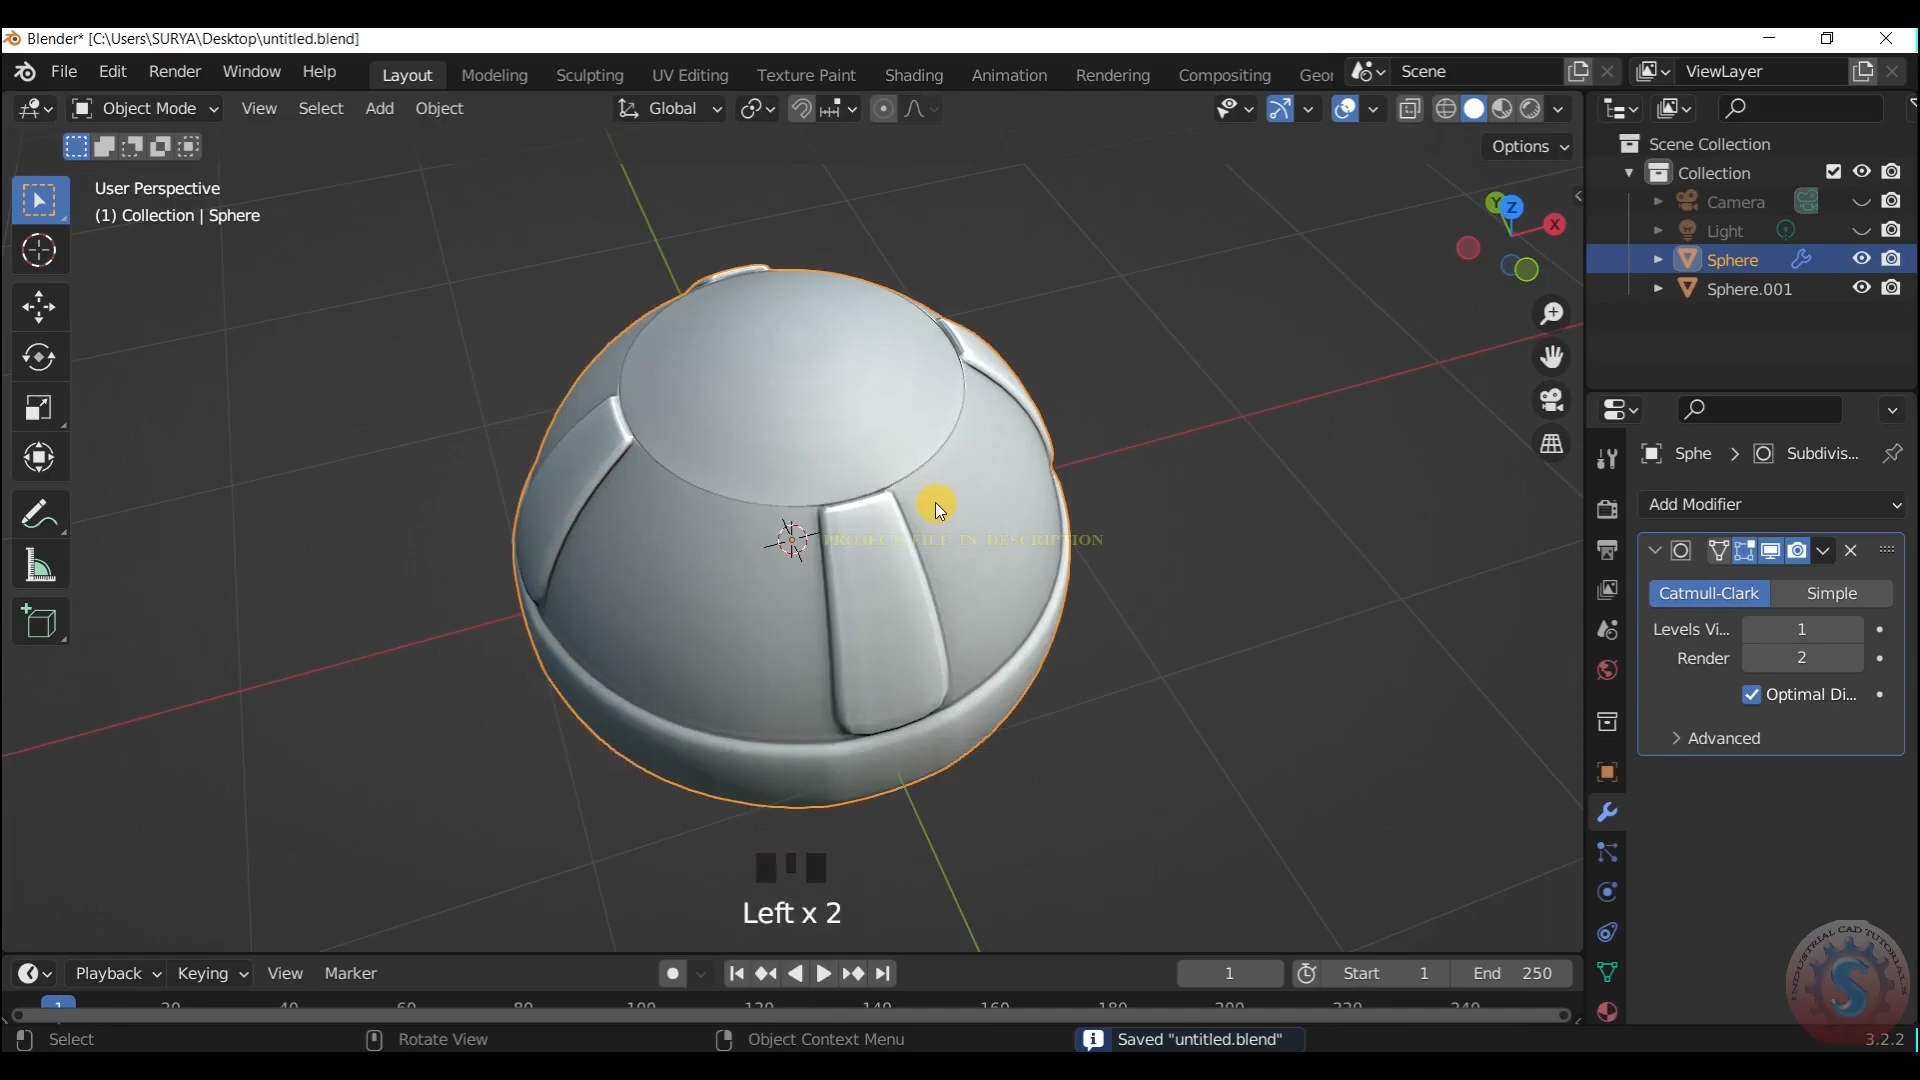 Blender* [C:\Users\SURYA\Desktop\untitled.blend]
File Edit Render Window Help Layout Modeling Sculpting UV Editing Texture Paint Shading Animation Rendering Compositing Geor Scene ViewLayer
Object Mode View Select Add Object Global
Options
User Perspective
(1) Collection | Sphere
Scene Collection
Collection
Camera
Light
Sphere
Sphere.001
Y Z X
Sphe > Subdivis...
Add Modifier
Catmull-Clark Simple
Levels Vi... 1
Render 2
Optimal Di...
Advanced
PROJECT FILE IN DESCRIPTION
Left x 2
Playback Keying View Marker 1 Start 1 End 250
1 20 40 60 80 100 120 140 160 180 200 220 240
Select Rotate View Object Context Menu Saved "untitled.blend" 3.2.2
INDUSTRIAL CAD TUTORIALS
S